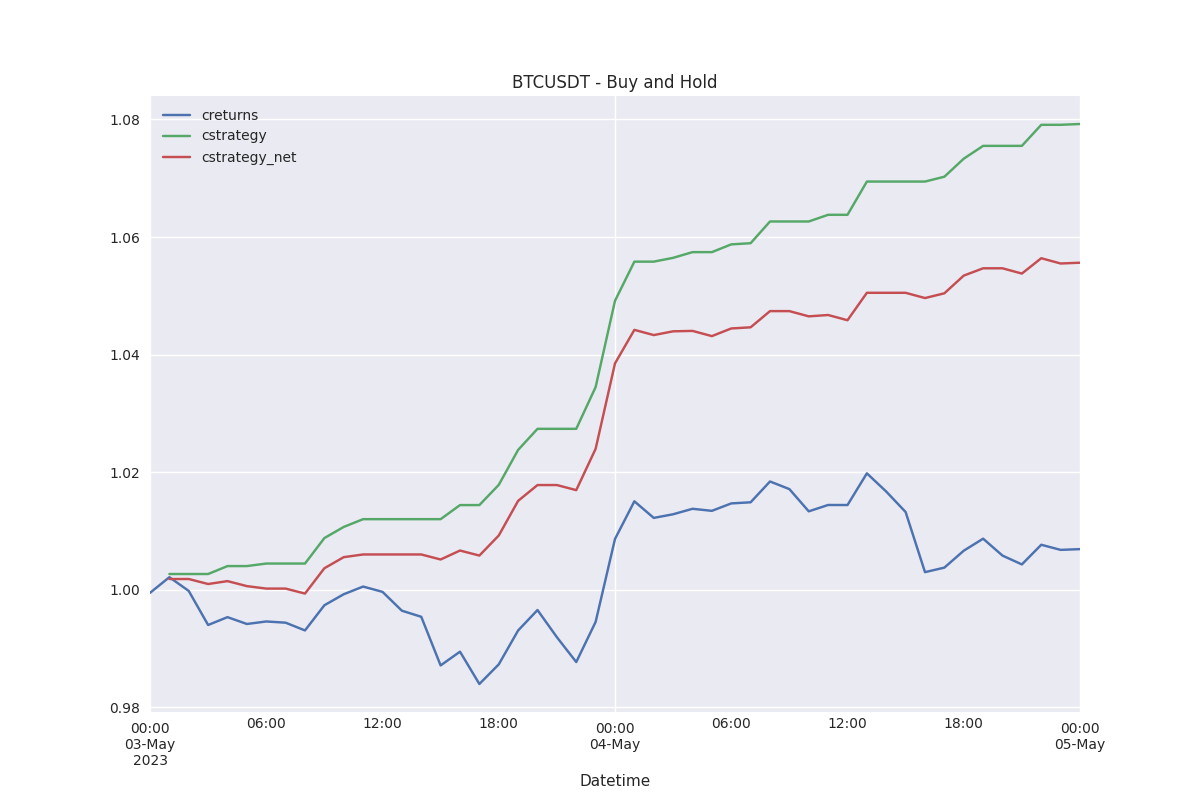 BTCUSDT - Buy and Hold
creturns
cstrategy
cstrategy_net
1.08
1.06
1.04
1.02
1.00
0.98
00:00 06:00 12:00 18:00 00:00 06:00 12:00 18:00 00:00
03-May 04-May 05-May
2023
Datetime